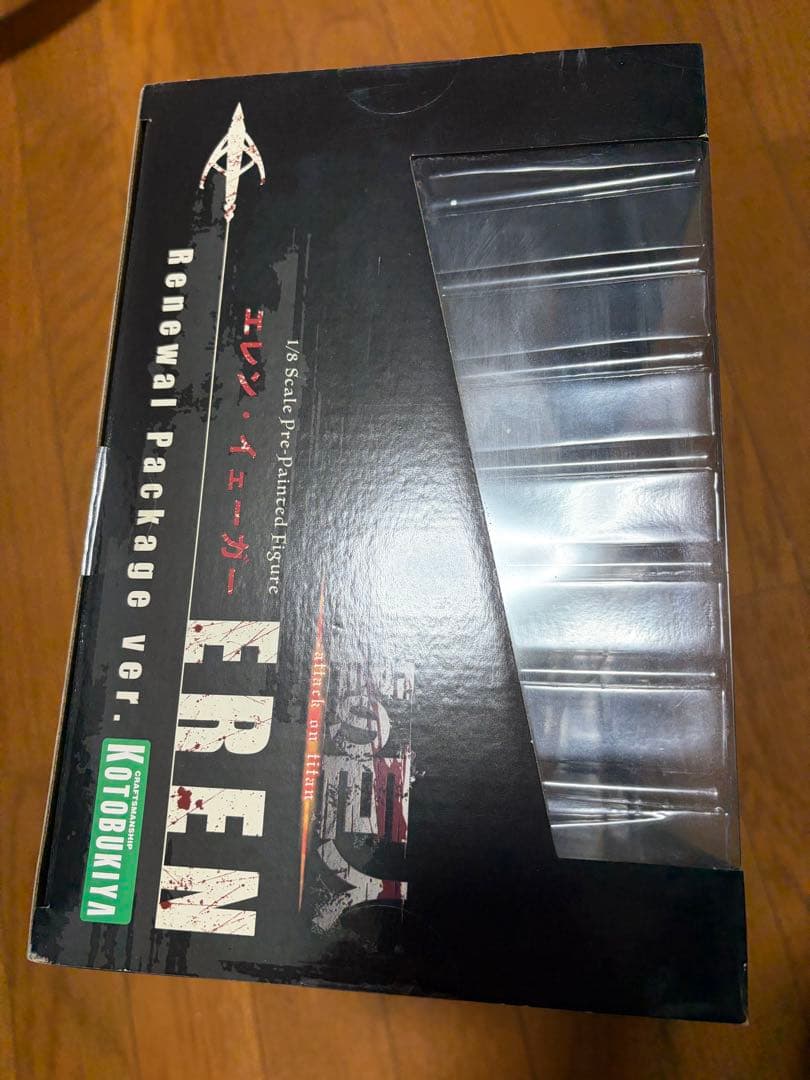 attack on titan
1/8 Scale Pre-Painted Figure
エレン・イェーガー
EREN
Renewal Package ver.
CRAFTSMANSHIP
KOTOBUKIYA